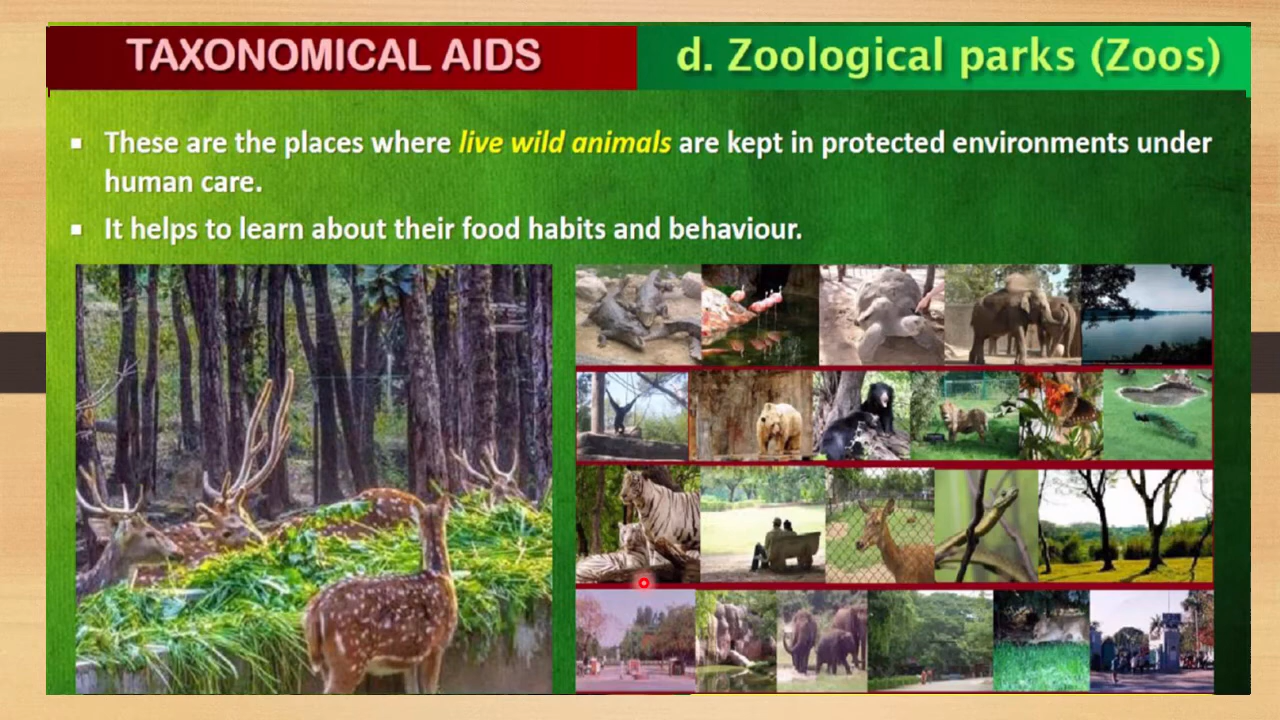 TAXONOMICAL AIDS
d. Zoological parks (Zoos)
▪ These are the places where live wild animals are kept in protected environments under
human care.
▪ It helps to learn about their food habits and behaviour.